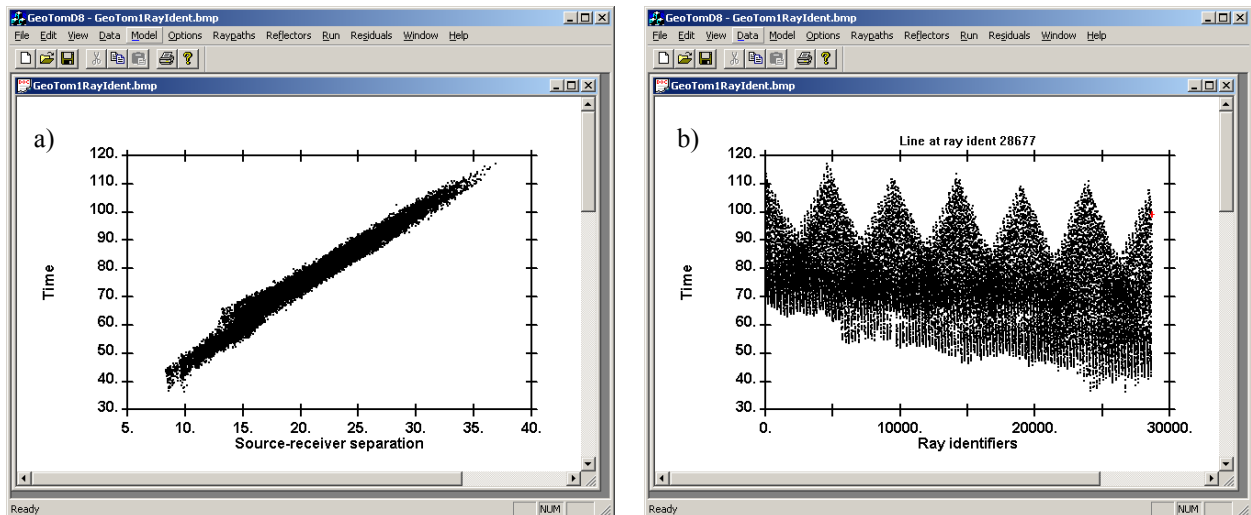 GeoTomD8 - GeoTom1RayIdent.bmp
File Edit View Data Model Options Raypaths Reflectors Run Residuals Window Help
GeoTom1RayIdent.bmp
a)
120.
110.
100.
90.
80.
70.
60.
50.
40.
30.
Time
5. 10. 15. 20. 25. 30. 35. 40.
Source-receiver separation
Ready NUM
GeoTomD8 - GeoTom1RayIdent.bmp
File Edit View Data Model Options Raypaths Reflectors Run Residuals Window Help
GeoTom1RayIdent.bmp
b)
Line at ray ident 28677
120.
110.
100.
90.
80.
70.
60.
50.
40.
30.
Time
0. 10000. 20000. 30000.
Ray identifiers
Ready NUM